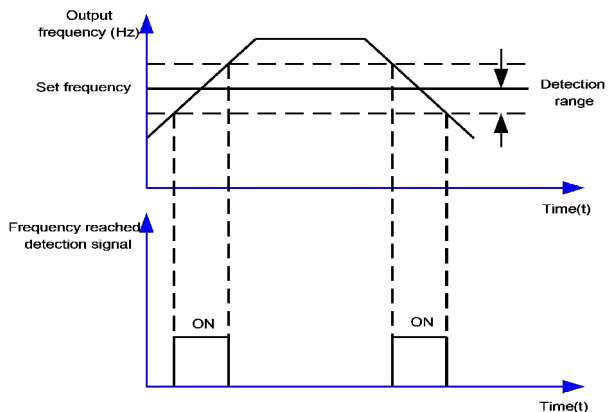 Output
frequency (Hz)
Set frequency
Detection
range
Time(t)
Frequency reached
detection signal
ON
ON
Time(t)